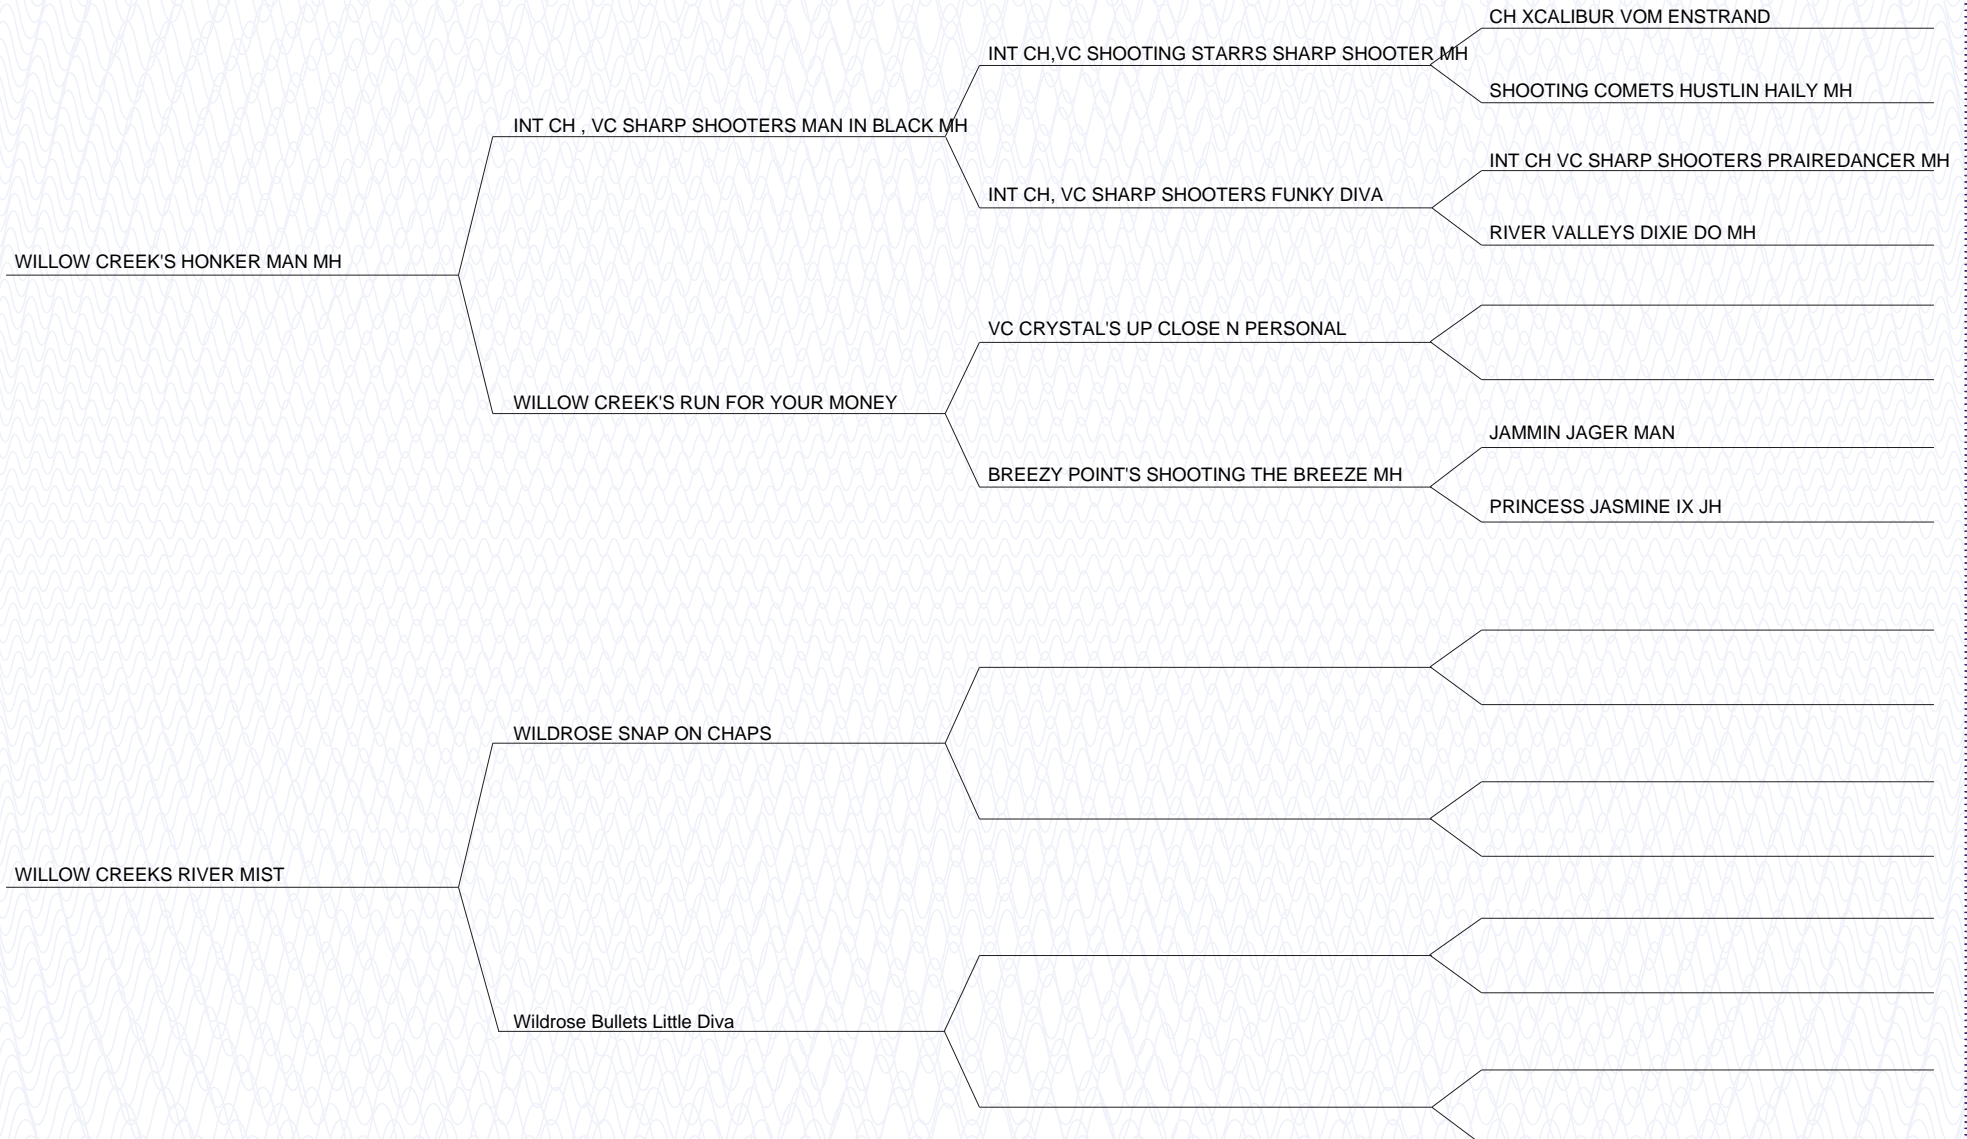 CH XCALIBUR VOM ENSTRAND
INT CH,VC SHOOTING STARRS SHARP SHOOTER MH
SHOOTING COMETS HUSTLIN HAILY MH
INT CH , VC SHARP SHOOTERS MAN IN BLACK MH
INT CH VC SHARP SHOOTERS PRAIREDANCER MH
INT CH, VC SHARP SHOOTERS FUNKY DIVA
RIVER VALLEYS DIXIE DO MH
WILLOW CREEK'S HONKER MAN MH
VC CRYSTAL'S UP CLOSE N PERSONAL
WILLOW CREEK'S RUN FOR YOUR MONEY
JAMMIN JAGER MAN
BREEZY POINT'S SHOOTING THE BREEZE MH
PRINCESS JASMINE IX JH
WILDROSE SNAP ON CHAPS
WILLOW CREEKS RIVER MIST
Wildrose Bullets Little Diva